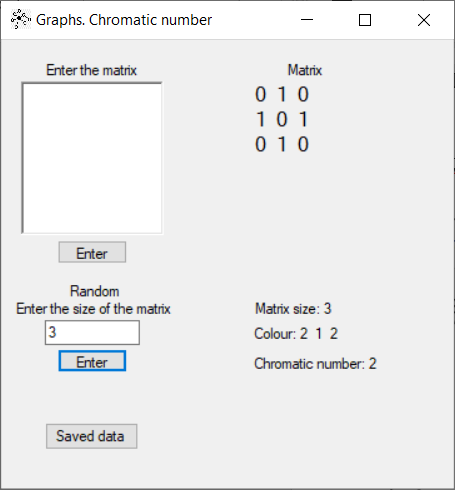 Graphs. Chromatic number
Enter the matrix
Enter
Random
Enter the size of the matrix
3
Enter
Saved data
Matrix
0 1 0
1 0 1
0 1 0
Matrix size: 3
Colour: 2 1 2
Chromatic number: 2